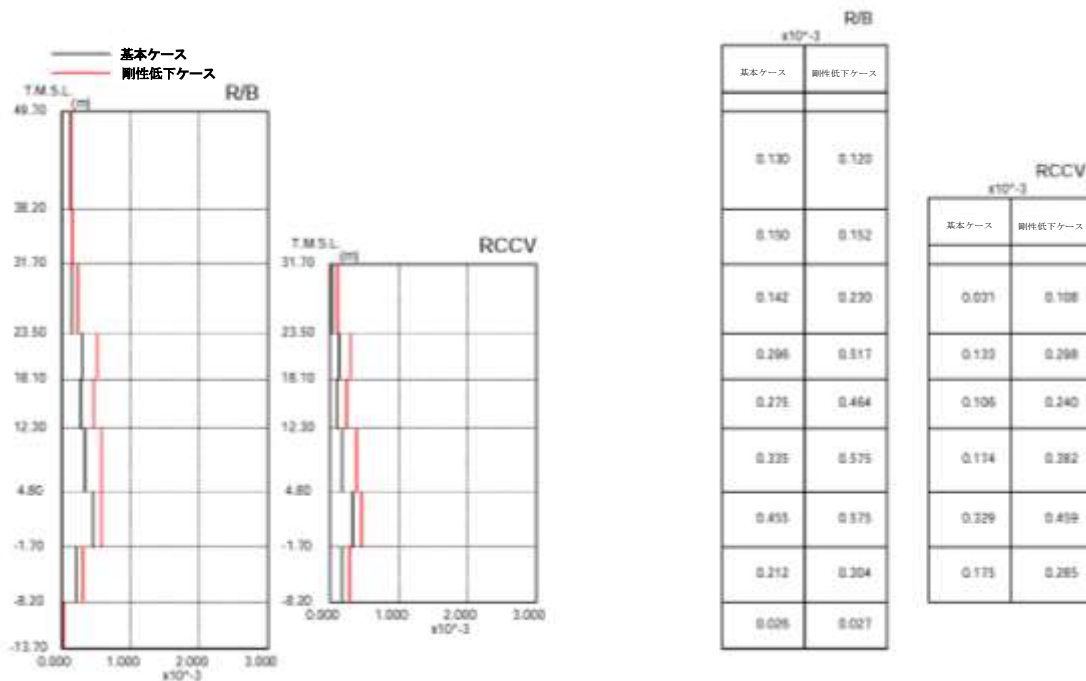 基本ケース
剛性低下ケース
T.M.S.L.
(m)
R/B
49.70
38.20
31.70
23.50
18.10
12.30
4.80
-1.70
-8.20
-13.70
0.000 1.000 2.000 3.000
x10^-3
T.M.S.L.
(m)
RCCV
31.70
23.50
18.10
12.30
4.80
-1.70
-8.20
0.000 1.000 2.000 3.000
x10^-3
R/B
x10^-3
基本ケース 剛性低下ケース
0.130 0.120
0.150 0.152
0.142 0.230
0.286 0.517
0.275 0.464
0.335 0.575
0.455 0.575
0.212 0.304
0.026 0.027
RCCV
x10^-3
基本ケース 剛性低下ケース
0.031 0.108
0.133 0.298
0.106 0.240
0.174 0.382
0.329 0.459
0.175 0.285